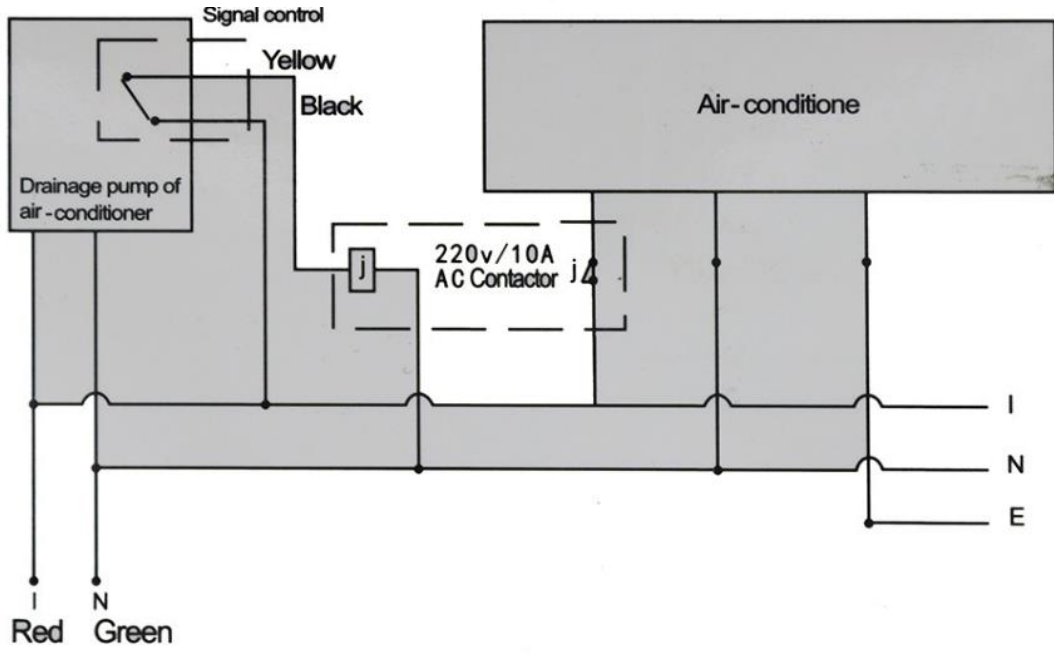 Signal control
Yellow
Black
Drainage pump of
air-conditioner
Air-conditione
220v/10A
AC Contactor
j
j
I
N
E
I
N
Red
Green